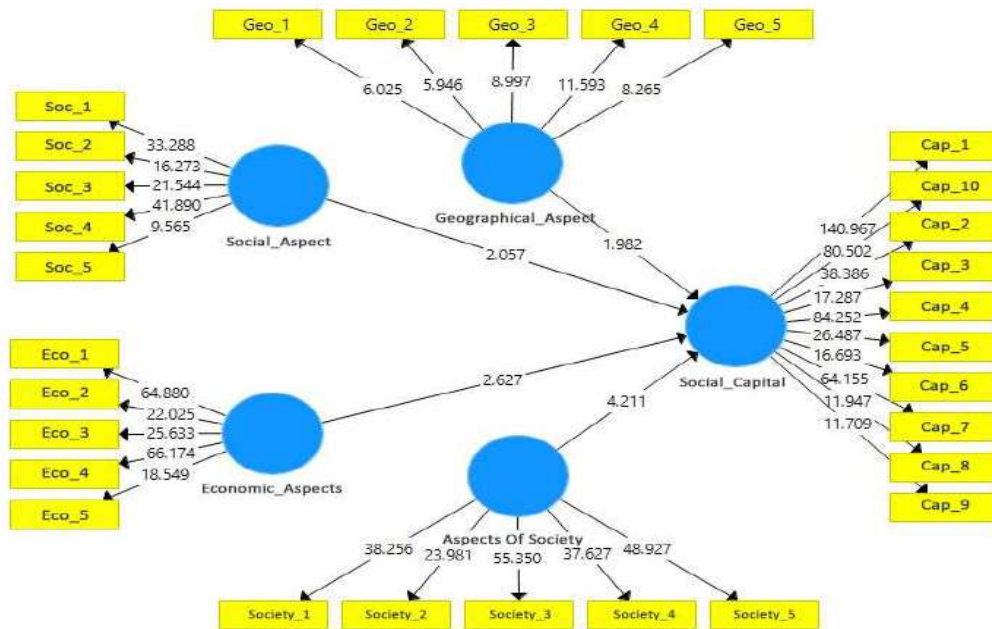 Geo_1
Geo_2
Geo_3
Geo_4
Geo_5
6.025
5.946
8.997
11.593
8.265
Geographical_Aspect
Soc_1
Soc_2
Soc_3
Soc_4
Soc_5
33.288
16.273
21.544
41.890
9.565
Social_Aspect
2.057
1.982
Eco_1
Eco_2
Eco_3
Eco_4
Eco_5
64.880
22.025
25.633
66.174
18.549
Economic_Aspects
2.627
4.211
Social_Capital
140.967
80.502
38.386
17.287
84.252
26.487
16.693
64.155
11.947
11.709
Cap_1
Cap_10
Cap_2
Cap_3
Cap_4
Cap_5
Cap_6
Cap_7
Cap_8
Cap_9
Aspects Of Society
38.256
23.981
55.350
37.627
48.927
Society_1
Society_2
Society_3
Society_4
Society_5